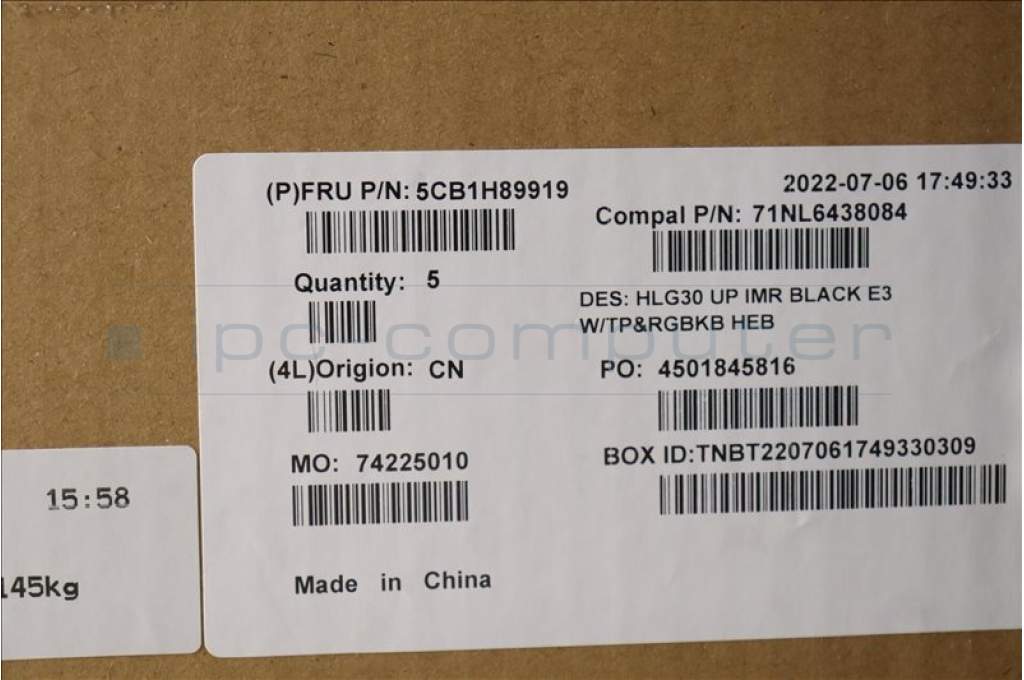 (P)FRU P/N: 5CB1H89919
2022-07-06 17:49:33
Compal P/N: 71NL6438084
Quantity: 5
DES: HLG30 UP IMR BLACK E3
W/TP&RGBKB HEB
ipc computer
(4L)Origion: CN
PO: 4501845816
MO: 74225010
BOX ID:TNBT2207061749330309
Made in China
15:58
145kg